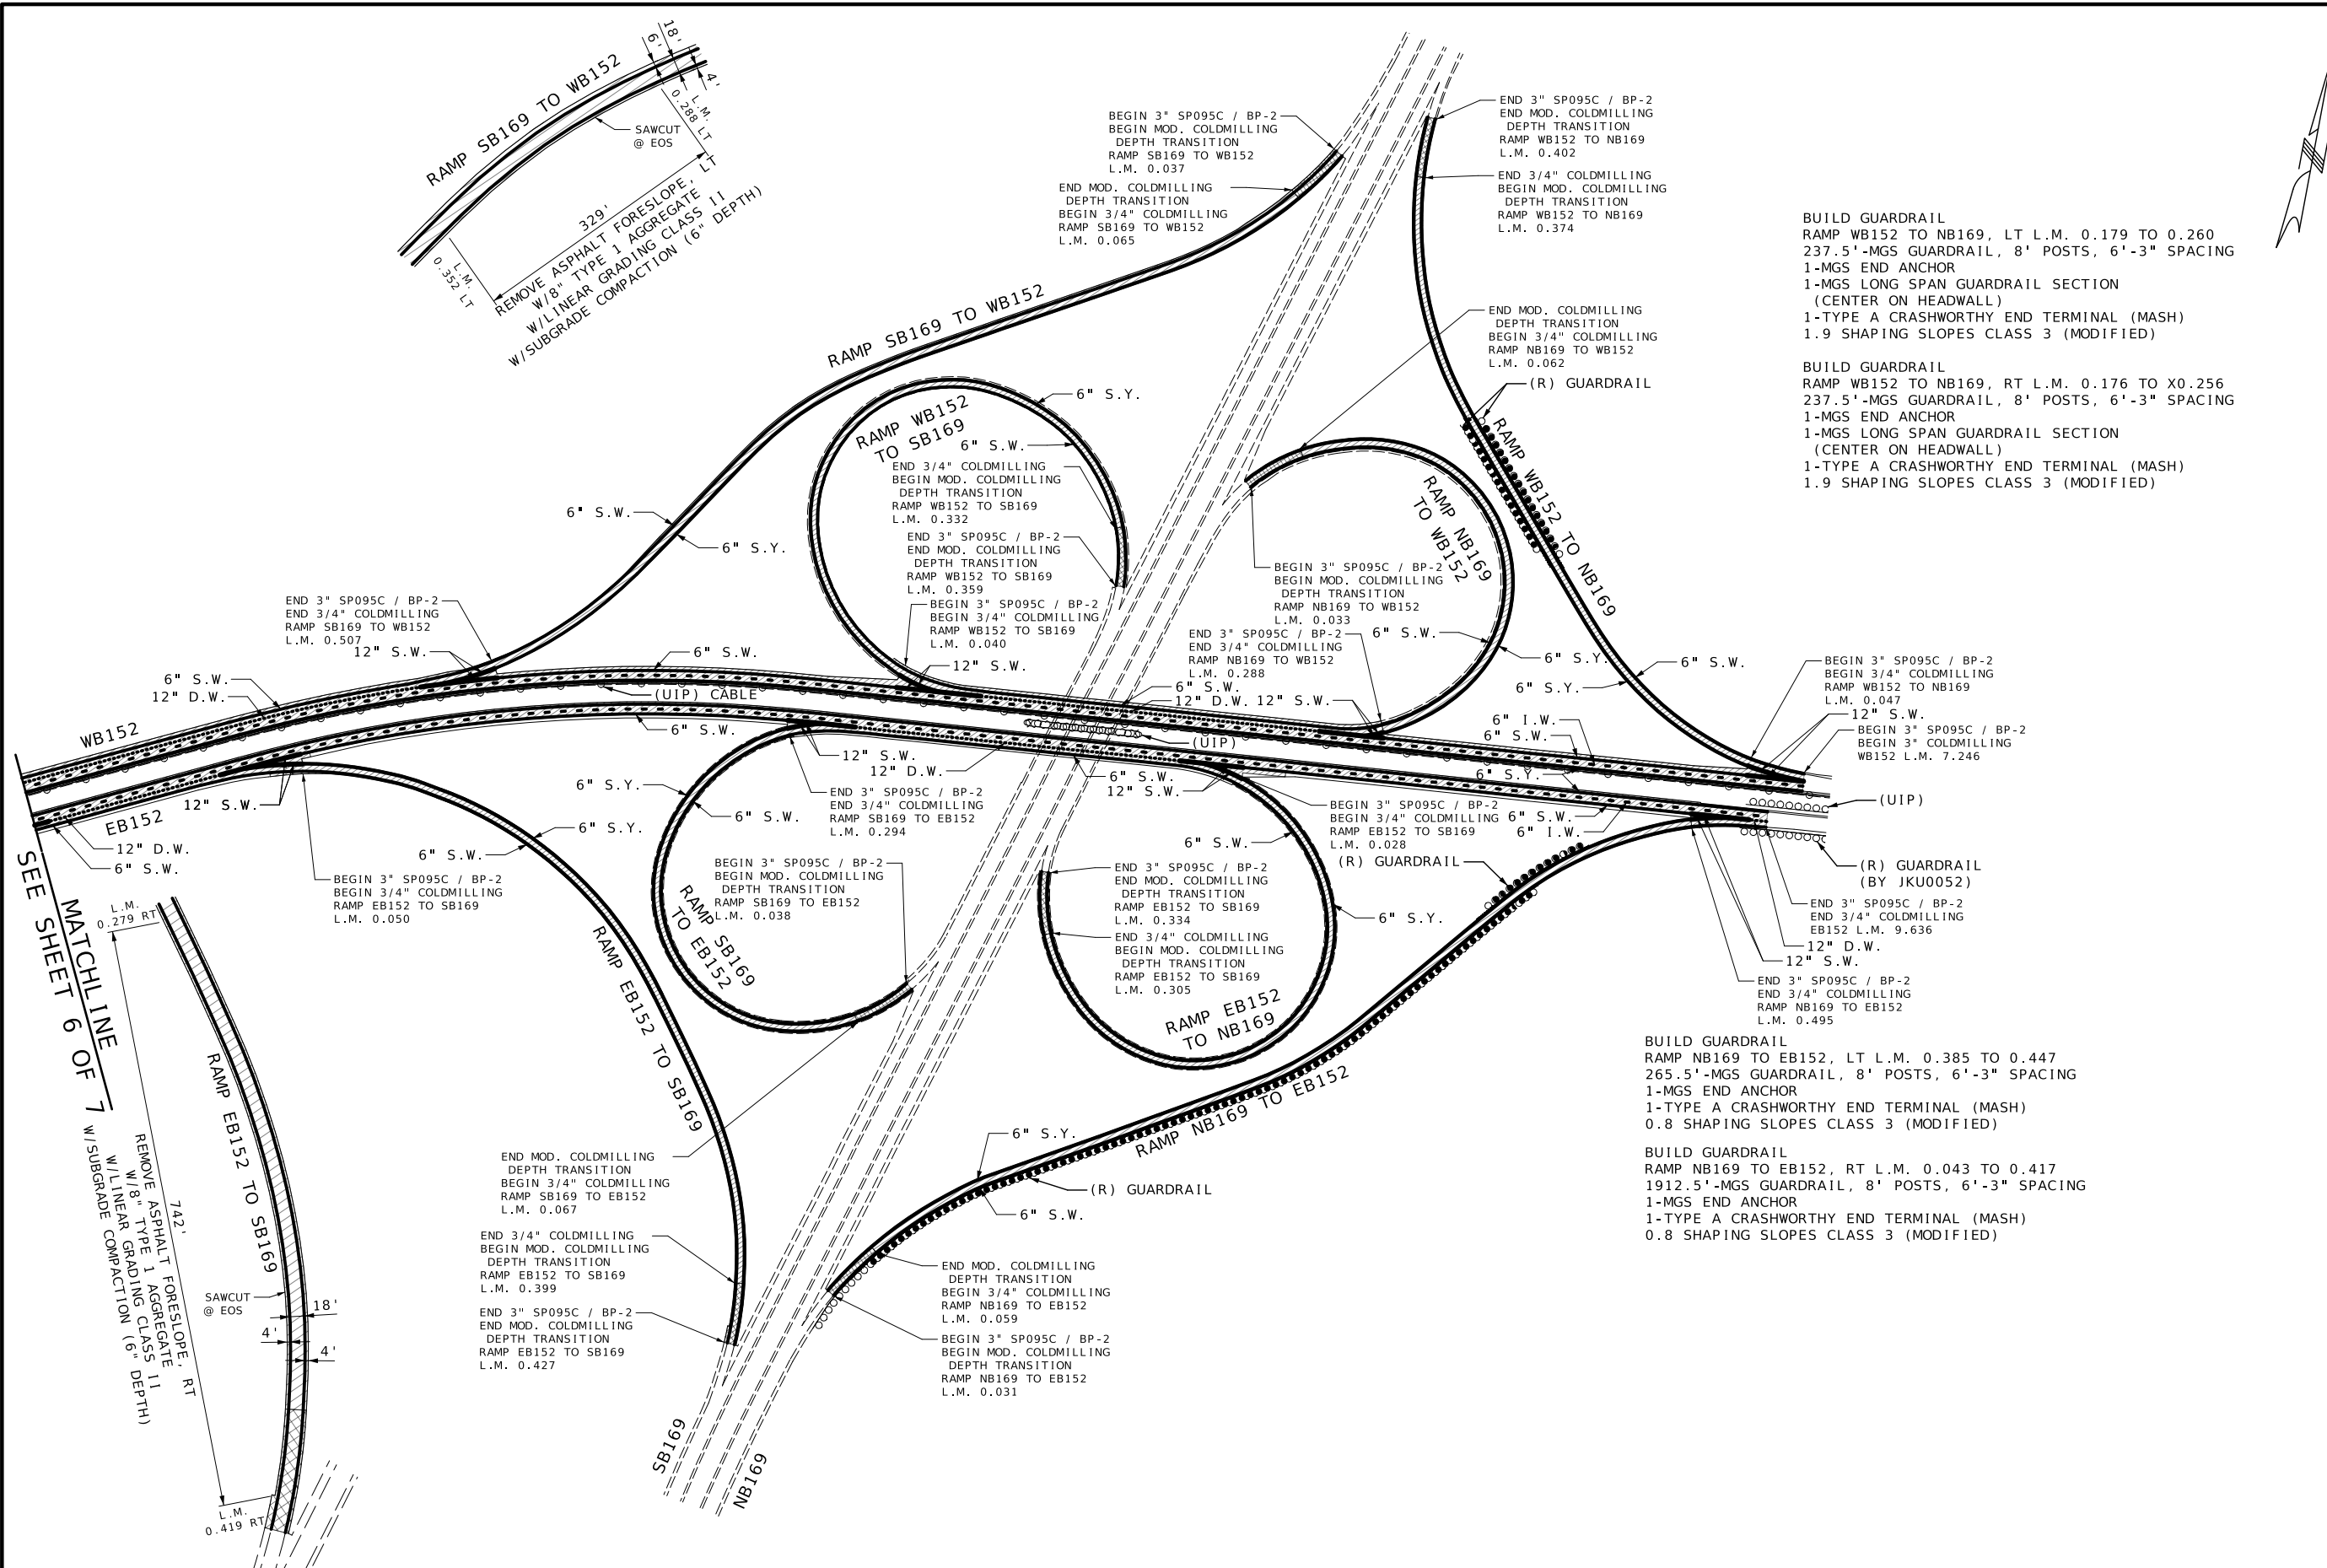 RAMP SB169 TO WB152
6'
18'
4'
L.M.
0.288 LT
SAWCUT
@ EOS
L.M.
0.352 LT
329'
REMOVE ASPHALT FORESLOPE, LT
W/8" TYPE 1 AGGREGATE
W/LINEAR GRADING CLASS II
W/SUBGRADE COMPACTION (6" DEPTH)
BEGIN 3" SP095C / BP-2
BEGIN MOD. COLDMILLING
DEPTH TRANSITION
RAMP SB169 TO WB152
L.M. 0.037
END MOD. COLDMILLING
DEPTH TRANSITION
BEGIN 3/4" COLDMILLING
RAMP SB169 TO WB152
L.M. 0.065
END 3" SP095C / BP-2
END MOD. COLDMILLING
DEPTH TRANSITION
RAMP WB152 TO NB169
L.M. 0.402
END 3/4" COLDMILLING
BEGIN MOD. COLDMILLING
DEPTH TRANSITION
RAMP WB152 TO NB169
L.M. 0.374
BUILD GUARDRAIL
RAMP WB152 TO NB169, LT L.M. 0.179 TO 0.260
237.5'-MGS GUARDRAIL, 8' POSTS, 6'-3" SPACING
1-MGS END ANCHOR
1-MGS LONG SPAN GUARDRAIL SECTION
(CENTER ON HEADWALL)
1-TYPE A CRASHWORTHY END TERMINAL (MASH)
1.9 SHAPING SLOPES CLASS 3 (MODIFIED)
BUILD GUARDRAIL
RAMP WB152 TO NB169, RT L.M. 0.176 TO X0.256
237.5'-MGS GUARDRAIL, 8' POSTS, 6'-3" SPACING
1-MGS END ANCHOR
1-MGS LONG SPAN GUARDRAIL SECTION
(CENTER ON HEADWALL)
1-TYPE A CRASHWORTHY END TERMINAL (MASH)
1.9 SHAPING SLOPES CLASS 3 (MODIFIED)
RAMP SB169 TO WB152
END MOD. COLDMILLING
DEPTH TRANSITION
BEGIN 3/4" COLDMILLING
RAMP NB169 TO WB152
L.M. 0.062
(R) GUARDRAIL
RAMP WB152 TO NB169
6" S.Y.
RAMP WB152
TO SB169
6" S.W.
END 3/4" COLDMILLING
BEGIN MOD. COLDMILLING
DEPTH TRANSITION
RAMP WB152 TO SB169
L.M. 0.332
END 3" SP095C / BP-2
END MOD. COLDMILLING
DEPTH TRANSITION
RAMP WB152 TO SB169
L.M. 0.359
BEGIN 3" SP095C / BP-2
BEGIN 3/4" COLDMILLING
RAMP WB152 TO SB169
L.M. 0.040
12" S.W.
6" S.W.
6" S.Y.
RAMP NB169
TO WB152
BEGIN 3" SP095C / BP-2
BEGIN MOD. COLDMILLING
DEPTH TRANSITION
RAMP NB169 TO WB152
L.M. 0.033
END 3" SP095C / BP-2
END 3/4" COLDMILLING
RAMP NB169 TO WB152
L.M. 0.288
6" S.W.
6" S.Y.
6" S.W.
6" S.Y.
END 3" SP095C / BP-2
END 3/4" COLDMILLING
RAMP SB169 TO WB152
L.M. 0.507
12" S.W.
6" S.W.
12" D.W.
6" S.W.
(UIP) CABLE
6" S.W.
6" S.W.
12" D.W.
12" S.W.
(UIP)
6" I.W.
6" S.W.
BEGIN 3" SP095C / BP-2
BEGIN 3/4" COLDMILLING
RAMP WB152 TO NB169
L.M. 0.047
12" S.W.
BEGIN 3" SP095C / BP-2
BEGIN 3" COLDMILLING
WB152 L.M. 7.246
WB152
EB152
12" D.W.
6" S.W.
12" S.W.
12" S.W.
12" D.W.
6" S.W.
12" S.W.
6" S.Y.
6" S.W.
6" I.W.
(UIP)
(R) GUARDRAIL
(BY JKU0052)
MATCHLINE
SEE SHEET 6 OF 7
BEGIN 3" SP095C / BP-2
BEGIN 3/4" COLDMILLING
RAMP EB152 TO SB169
L.M. 0.050
6" S.W.
6" S.Y.
6" S.Y.
6" S.W.
END 3" SP095C / BP-2
END 3/4" COLDMILLING
RAMP SB169 TO EB152
L.M. 0.294
BEGIN 3" SP095C / BP-2
BEGIN MOD. COLDMILLING
DEPTH TRANSITION
RAMP SB169 TO EB152
L.M. 0.038
RAMP SB169
TO EB152
RAMP EB152 TO SB169
BEGIN 3" SP095C / BP-2
BEGIN 3/4" COLDMILLING
RAMP EB152 TO SB169
L.M. 0.028
6" S.W.
6" S.Y.
END 3" SP095C / BP-2
END MOD. COLDMILLING
DEPTH TRANSITION
RAMP EB152 TO SB169
L.M. 0.334
END 3/4" COLDMILLING
BEGIN MOD. COLDMILLING
DEPTH TRANSITION
RAMP EB152 TO SB169
L.M. 0.305
RAMP EB152
TO NB169
(R) GUARDRAIL
END 3" SP095C / BP-2
END 3/4" COLDMILLING
EB152 L.M. 9.636
12" D.W.
12" S.W.
END 3" SP095C / BP-2
END 3/4" COLDMILLING
RAMP NB169 TO EB152
L.M. 0.495
BUILD GUARDRAIL
RAMP NB169 TO EB152, LT L.M. 0.385 TO 0.447
265.5'-MGS GUARDRAIL, 8' POSTS, 6'-3" SPACING
1-MGS END ANCHOR
1-TYPE A CRASHWORTHY END TERMINAL (MASH)
0.8 SHAPING SLOPES CLASS 3 (MODIFIED)
BUILD GUARDRAIL
RAMP NB169 TO EB152, RT L.M. 0.043 TO 0.417
1912.5'-MGS GUARDRAIL, 8' POSTS, 6'-3" SPACING
1-MGS END ANCHOR
1-TYPE A CRASHWORTHY END TERMINAL (MASH)
0.8 SHAPING SLOPES CLASS 3 (MODIFIED)
RAMP NB169 TO EB152
6" S.Y.
(R) GUARDRAIL
6" S.W.
END MOD. COLDMILLING
DEPTH TRANSITION
BEGIN 3/4" COLDMILLING
RAMP SB169 TO EB152
L.M. 0.067
END 3/4" COLDMILLING
BEGIN MOD. COLDMILLING
DEPTH TRANSITION
RAMP EB152 TO SB169
L.M. 0.399
END 3" SP095C / BP-2
END MOD. COLDMILLING
DEPTH TRANSITION
RAMP EB152 TO SB169
L.M. 0.427
END MOD. COLDMILLING
DEPTH TRANSITION
BEGIN 3/4" COLDMILLING
RAMP NB169 TO EB152
L.M. 0.059
BEGIN 3" SP095C / BP-2
BEGIN MOD. COLDMILLING
DEPTH TRANSITION
RAMP NB169 TO EB152
L.M. 0.031
SB169
NB169
L.M.
0.279 RT
RAMP EB152 TO SB169
742'
REMOVE ASPHALT FORESLOPE, RT
W/8" TYPE 1 AGGREGATE
W/LINEAR GRADING CLASS II
W/SUBGRADE COMPACTION (6" DEPTH)
SAWCUT
@ EOS
18'
4'
4'
L.M.
0.419 RT